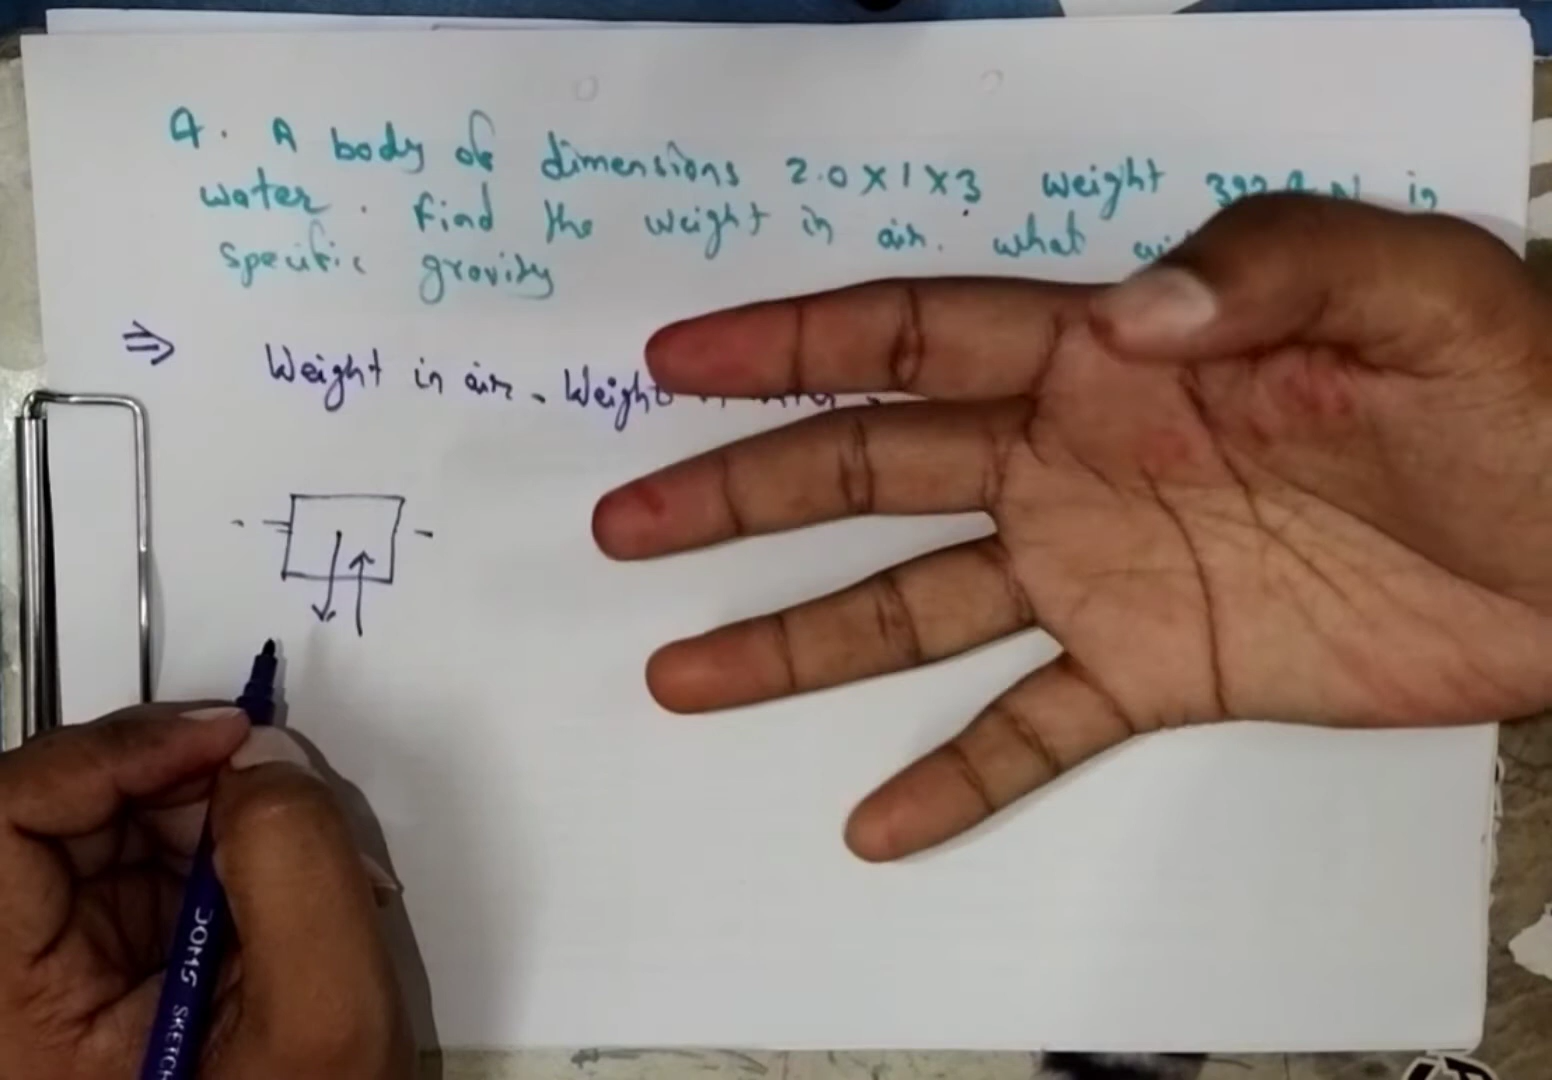 Q. A body of dimensions 2.0 X 1 X 3 weight N in
water. Find the weight in air. what
specific gravity
⇒ Weight in air - Weight
DOMS SKETCH